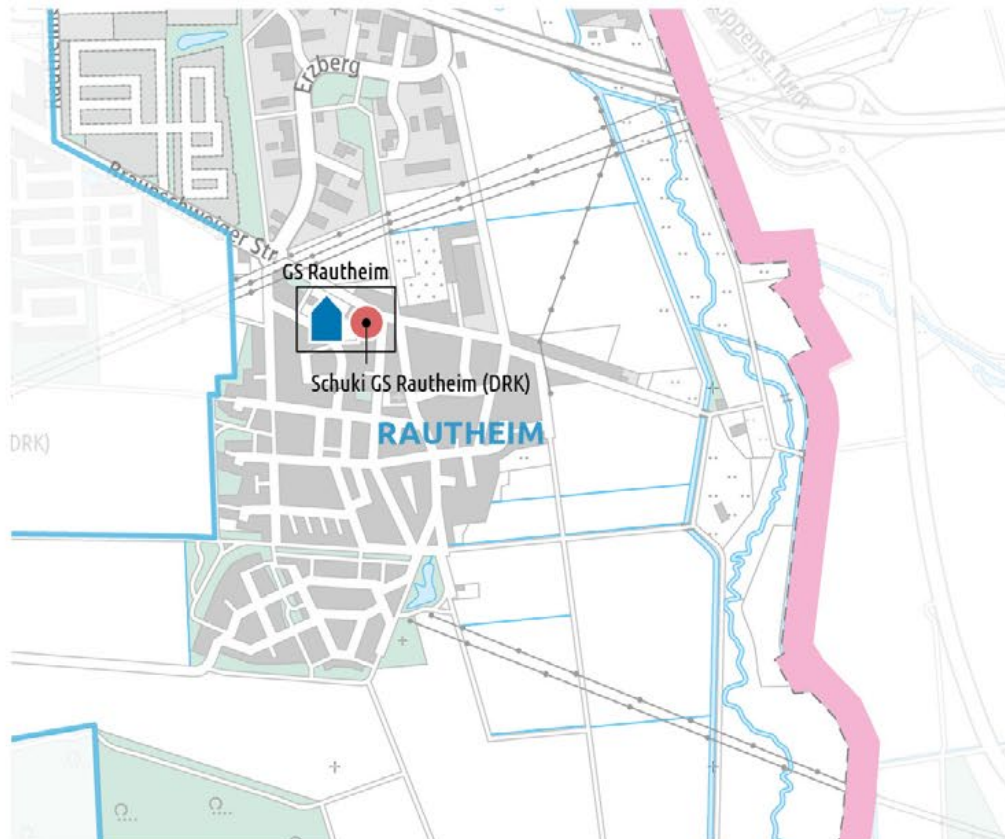 Erzberg
Braunschweiger Str.
GS Rautheim
Schuki GS Rautheim (DRK)
RAUTHEIM
DRK)